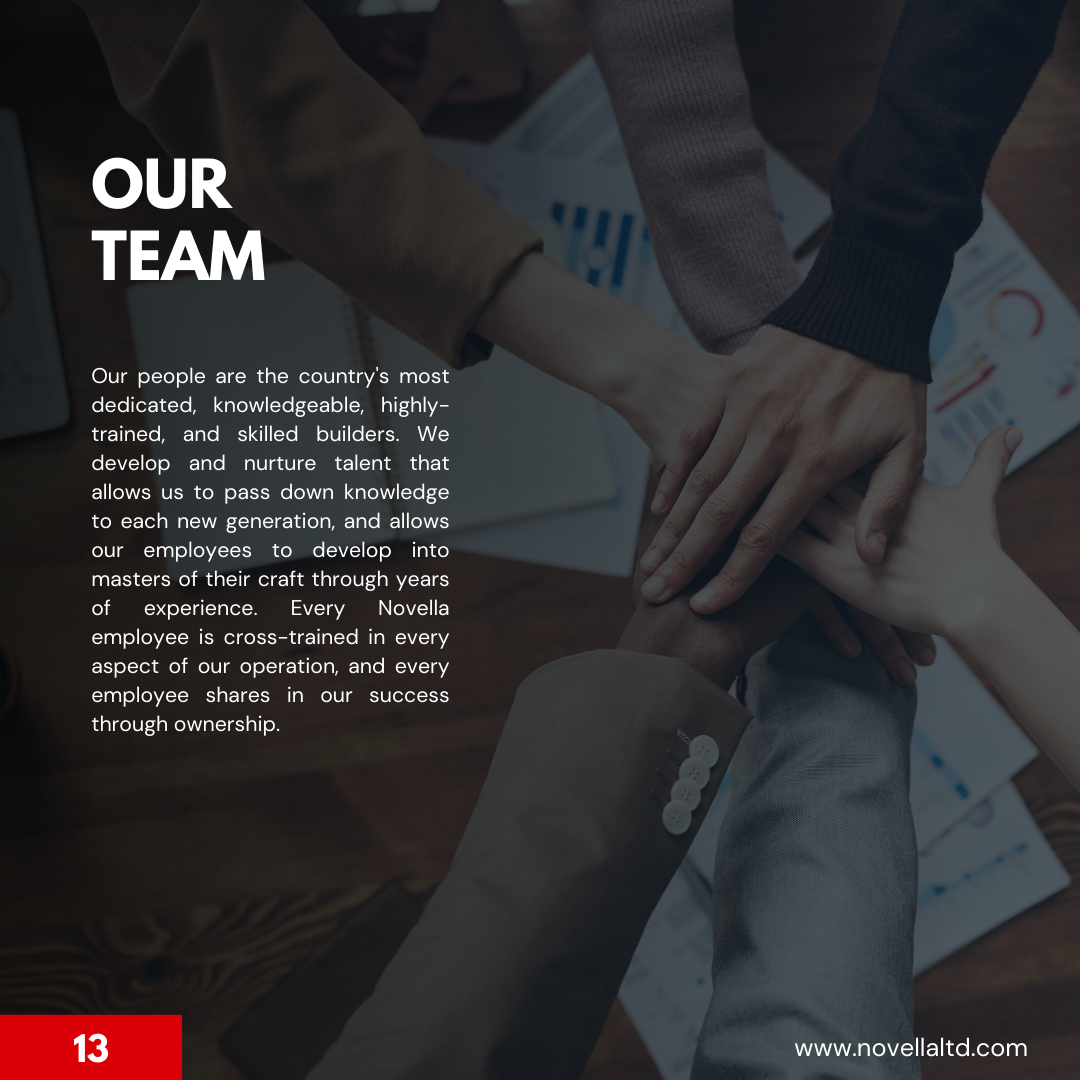 OUR
TEAM
Our people are the country's most
dedicated, knowledgeable, highly-
trained, and skilled builders. We
develop and nurture talent that
allows us to pass down knowledge
to each new generation, and allows
our employees to develop into
masters of their craft through years
of experience. Every Novella
employee is cross-trained in every
aspect of our operation, and every
employee shares in our success
through ownership.
13
www.novellaltd.com